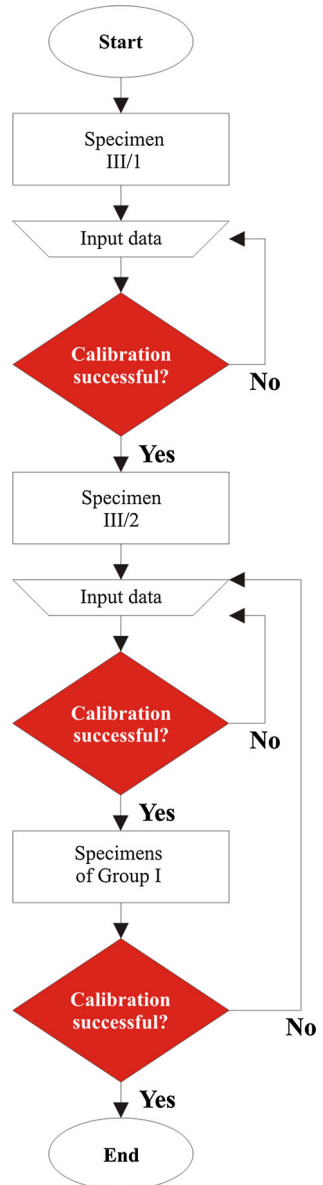 Start
Specimen
III/1
Input data
Calibration
successful?
No
Yes
Specimen
III/2
Input data
Calibration
successful?
No
Yes
Specimens
of Group I
Calibration
successful?
No
Yes
End